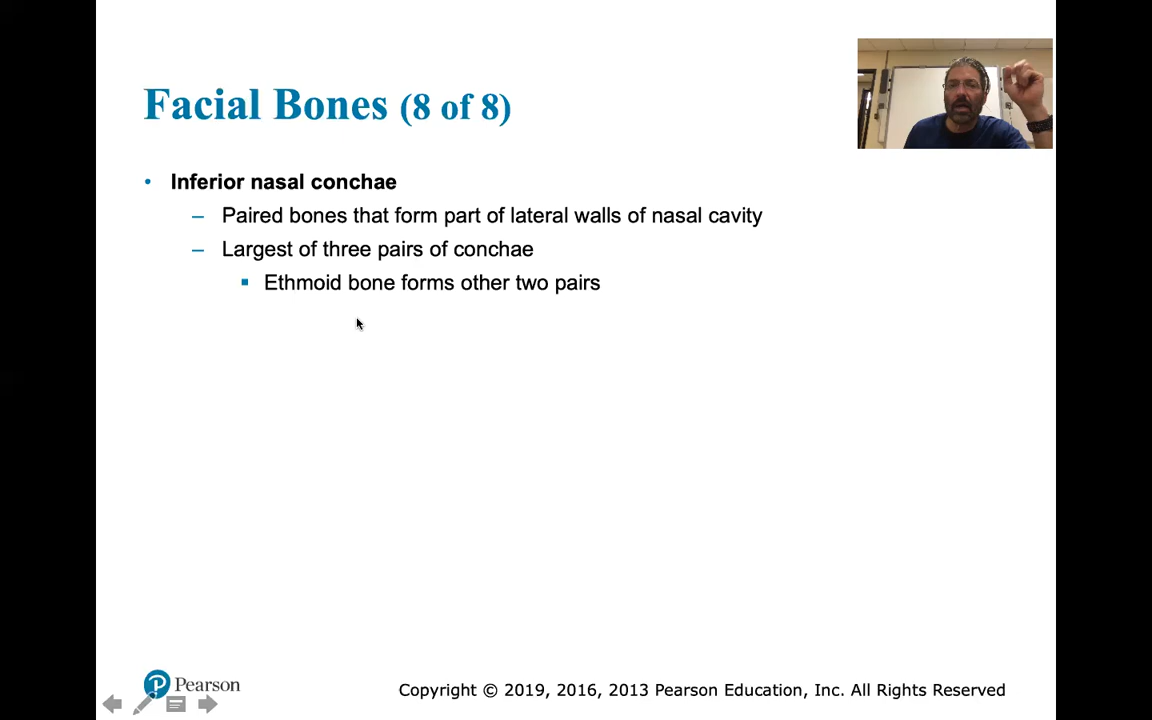 Facial Bones (8 of 8)
• Inferior nasal conchae
– Paired bones that form part of lateral walls of nasal cavity
– Largest of three pairs of conchae
▪ Ethmoid bone forms other two pairs
Pearson
Copyright © 2019, 2016, 2013 Pearson Education, Inc. All Rights Reserved